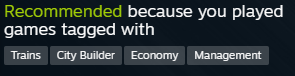 Recommended because you played
games tagged with
Trains City Builder Economy Management